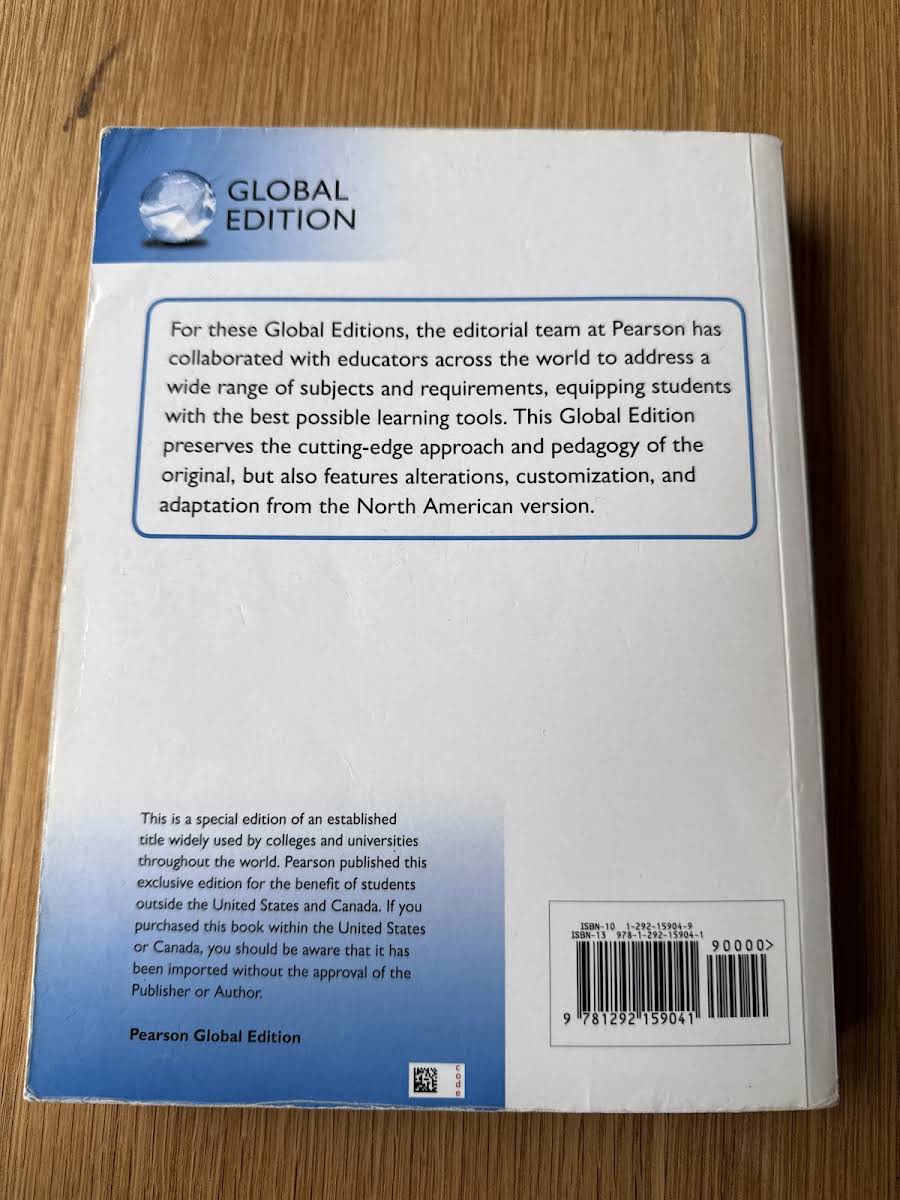 GLOBAL
EDITION
For these Global Editions, the editorial team at Pearson has
collaborated with educators across the world to address a
wide range of subjects and requirements, equipping students
with the best possible learning tools. This Global Edition
preserves the cutting-edge approach and pedagogy of the
original, but also features alterations, customization, and
adaptation from the North American version.
This is a special edition of an established
title widely used by colleges and universities
throughout the world. Pearson published this
exclusive edition for the benefit of students
outside the United States and Canada. If you
purchased this book within the United States
or Canada, you should be aware that it has
been imported without the approval of the
Publisher or Author.
Pearson Global Edition
code
ISBN-10 1-292-15904-9
ISBN-13 978-1-292-15904-1
90000>
9 781292 159041